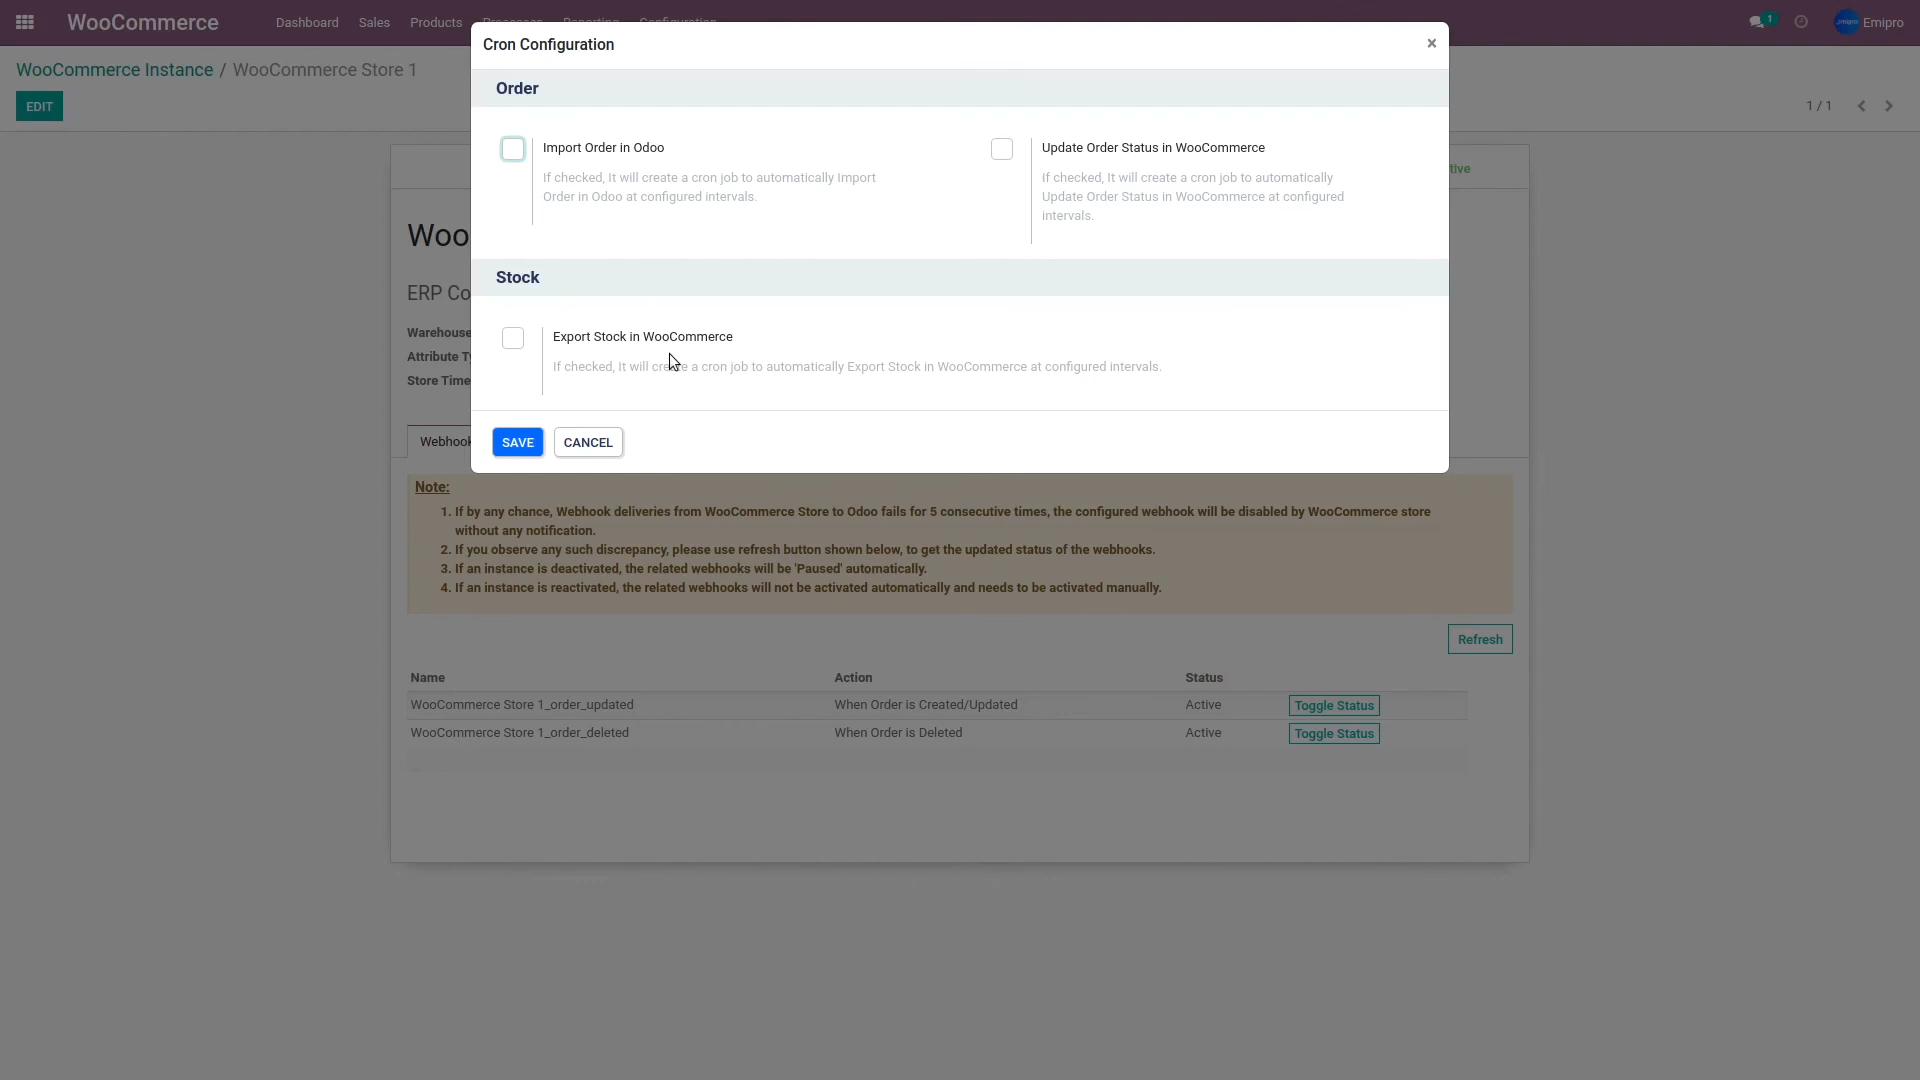 WooCommerce Dashboard Sales Products Processes Reporting Configuration 1 Emipro
WooCommerce Instance / WooCommerce Store 1
EDIT
1 / 1
Cron Configuration ×
Order
Import Order in Odoo
If checked, It will create a cron job to automatically Import
Order in Odoo at configured intervals.
Update Order Status in WooCommerce
If checked, It will create a cron job to automatically
Update Order Status in WooCommerce at configured
intervals.
Stock
Export Stock in WooCommerce
If checked, It will create a cron job to automatically Export Stock in WooCommerce at configured intervals.
SAVE CANCEL
tive
Woo
ERP Co
Warehouse
Attribute Ty
Store Time
Webhook
Note:
1. If by any chance, Webhook deliveries from WooCommerce Store to Odoo fails for 5 consecutive times, the configured webhook will be disabled by WooCommerce store
without any notification.
2. If you observe any such discrepancy, please use refresh button shown below, to get the updated status of the webhooks.
3. If an instance is deactivated, the related webhooks will be 'Paused' automatically.
4. If an instance is reactivated, the related webhooks will not be activated automatically and needs to be activated manually.
Refresh
Name Action Status
WooCommerce Store 1_order_updated When Order is Created/Updated Active Toggle Status
WooCommerce Store 1_order_deleted When Order is Deleted Active Toggle Status